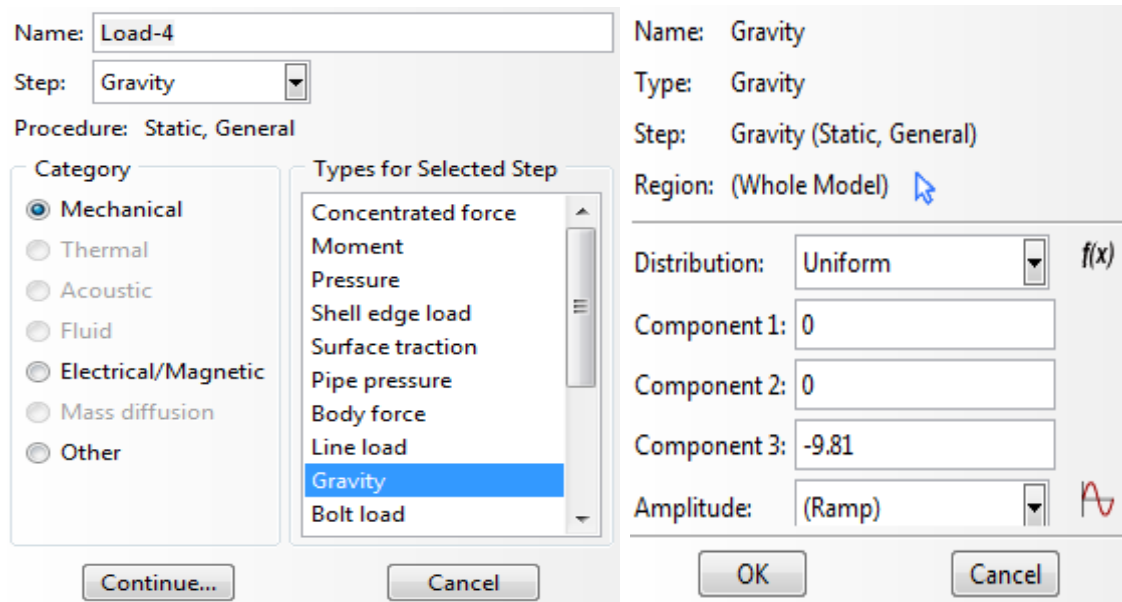 Name: Load-4
Step: Gravity
Procedure: Static, General
Category
Mechanical
Thermal
Acoustic
Fluid
Electrical/Magnetic
Mass diffusion
Other
Types for Selected Step
Concentrated force
Moment
Pressure
Shell edge load
Surface traction
Pipe pressure
Body force
Line load
Gravity
Bolt load
Continue...
Cancel
Name: Gravity
Type: Gravity
Step: Gravity (Static, General)
Region: (Whole Model)
Distribution: Uniform f(x)
Component 1: 0
Component 2: 0
Component 3: -9.81
Amplitude: (Ramp)
OK
Cancel